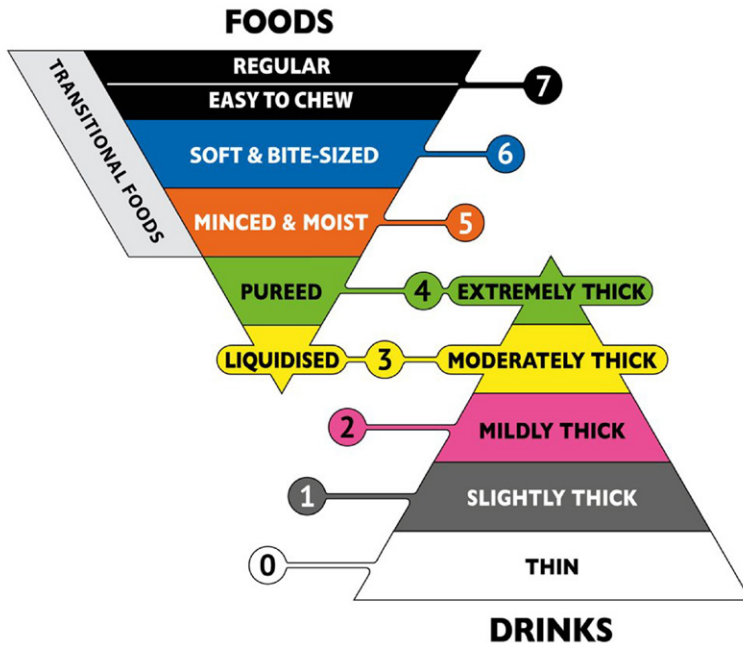 FOODS
TRANSITIONAL FOODS
REGULAR
EASY TO CHEW
7
SOFT & BITE-SIZED
6
MINCED & MOIST
5
PUREED
4
EXTREMELY THICK
LIQUIDISED
3
MODERATELY THICK
2
MILDLY THICK
1
SLIGHTLY THICK
0
THIN
DRINKS